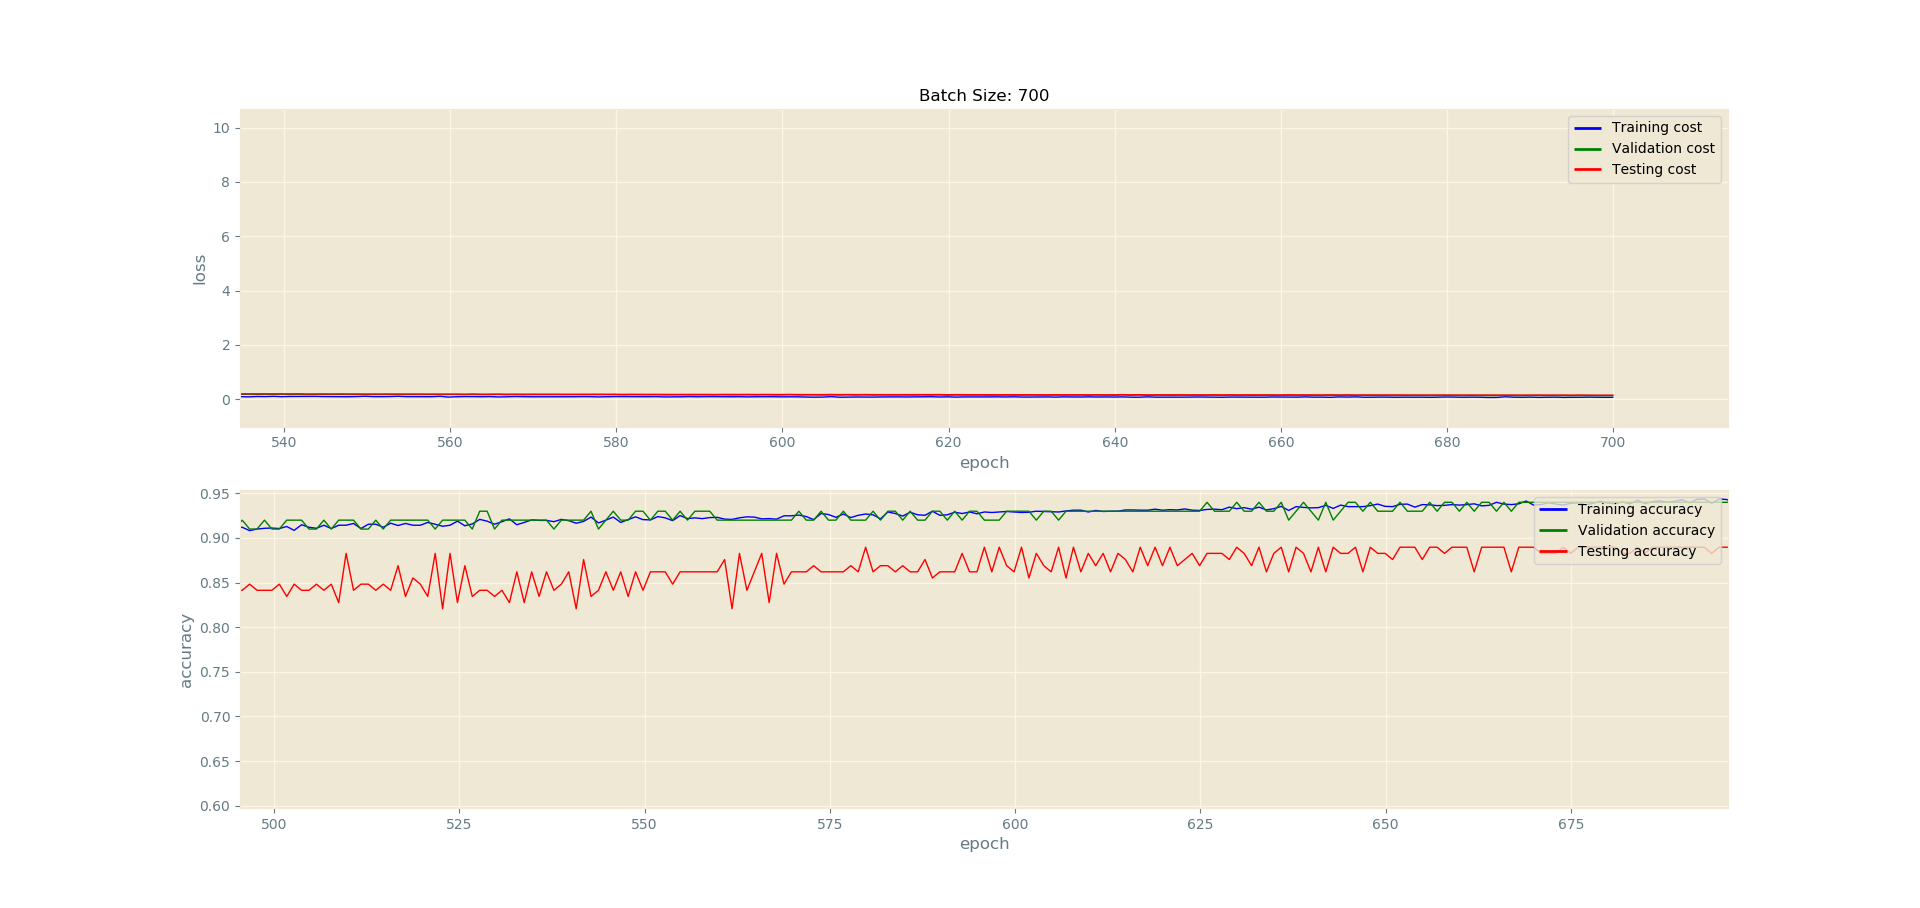 Batch Size: 700
10
8
6
4
2
0
loss
Training cost
Validation cost
Testing cost
540 560 580 600 620 640 660 680 700
epoch
0.95
0.90
0.85
0.80
0.75
0.70
0.65
0.60
accuracy
Training accuracy
Validation accuracy
Testing accuracy
500 525 550 575 600 625 650 675
epoch